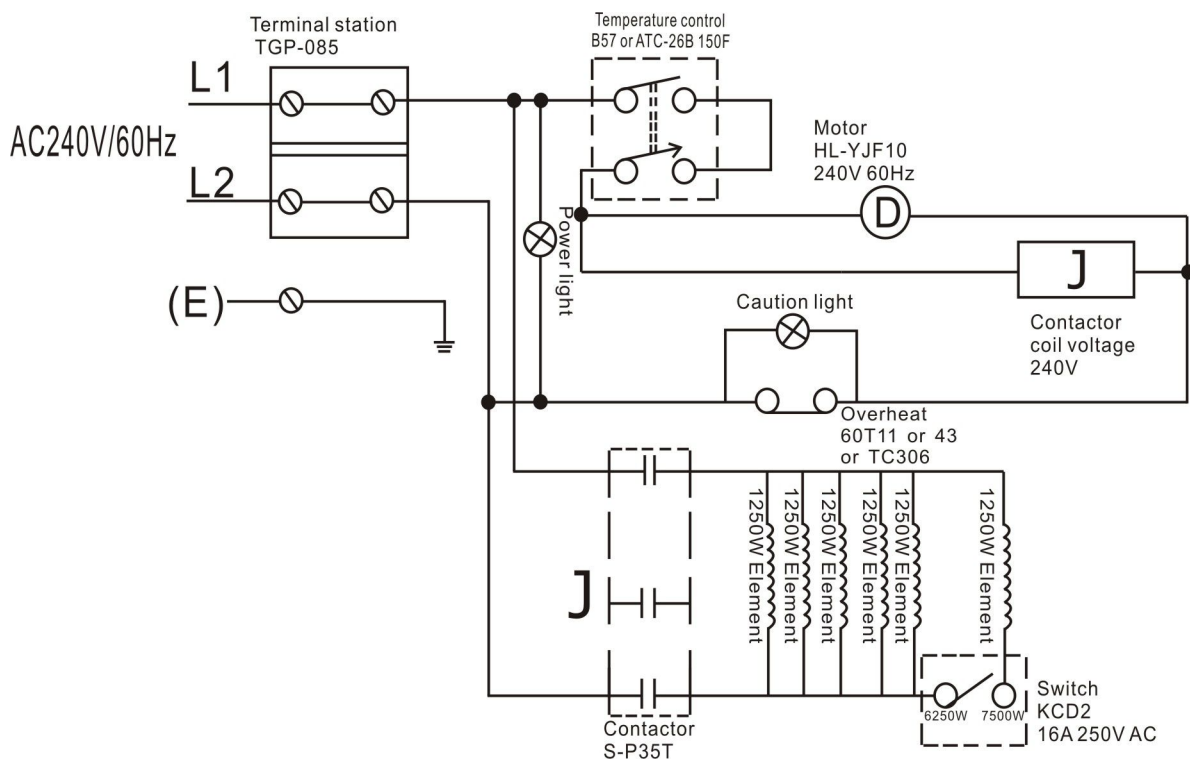 Terminal station
TGP-085
Temperature control
B57 or ATC-26B 150F
L1
AC240V/60Hz
L2
(E)
Power light
Motor
HL-YJF10
240V 60Hz
D
J
Contactor
coil voltage
240V
Caution light
Overheat
60T11 or 43
or TC306
1250W Element
1250W Element
1250W Element
1250W Element
1250W Element
1250W Element
J
Contactor
S-P35T
6250W
7500W
Switch
KCD2
16A 250V AC